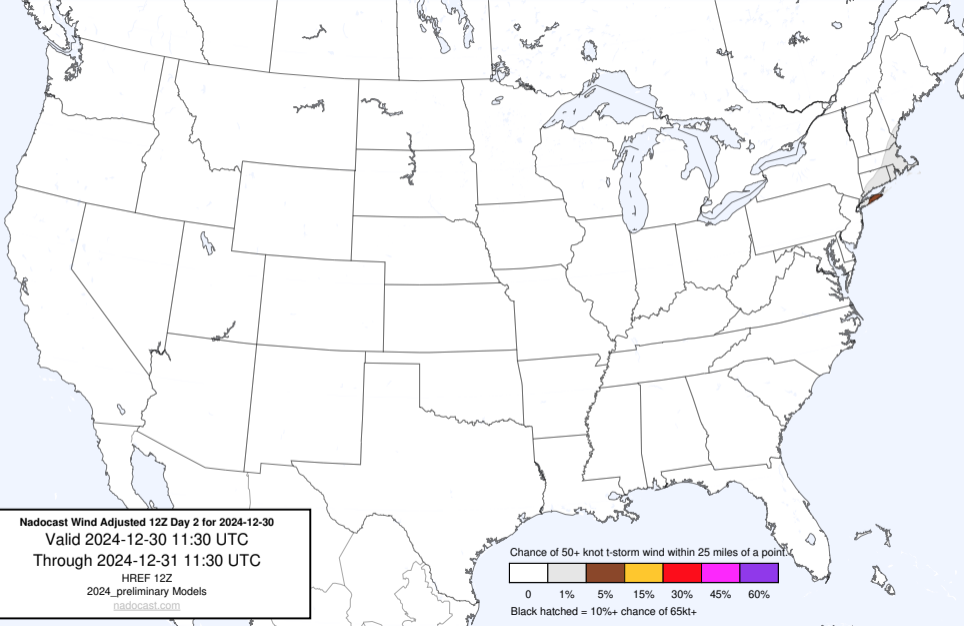 Nadocast Wind Adjusted 12Z Day 2 for 2024-12-30
Valid 2024-12-30 11:30 UTC
Through 2024-12-31 11:30 UTC
HREF 12Z
2024_preliminary Models
nadocast.com
Chance of 50+ knot t-storm wind within 25 miles of a point.
0 1% 5% 15% 30% 45% 60%
Black hatched = 10%+ chance of 65kt+